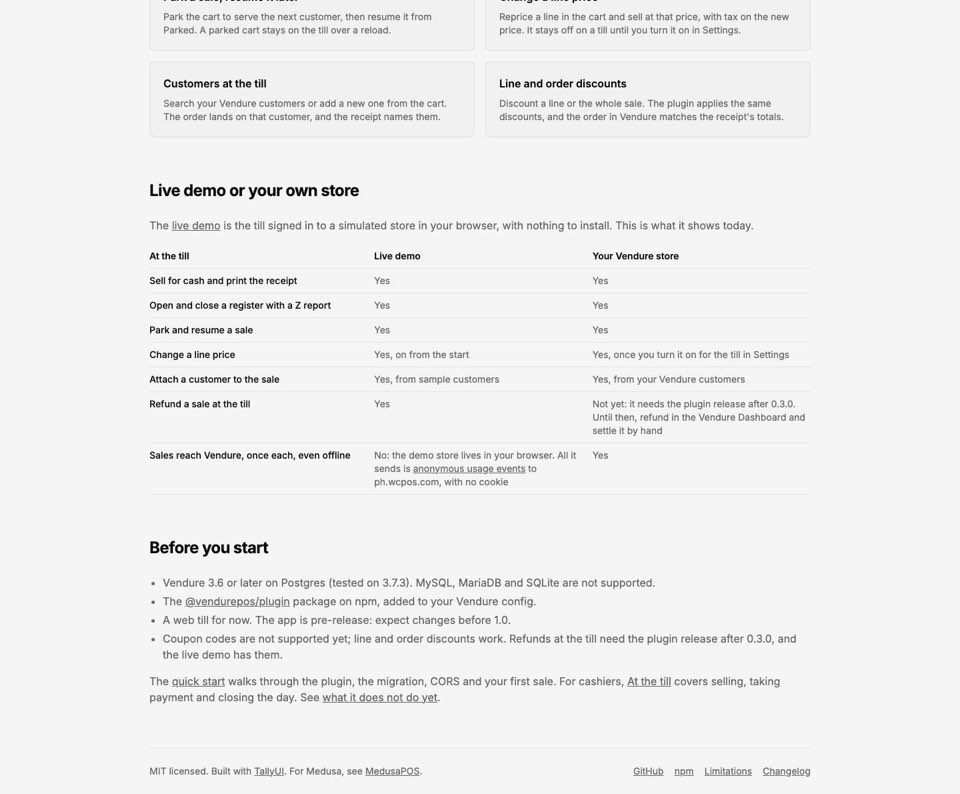 Park the cart to serve the next customer, then resume it from
Parked. A parked cart stays on the till over a reload.
Reprice a line in the cart and sell at that price, with tax on the new
price. It stays off on a till until you turn it on in Settings.
Customers at the till
Search your Vendure customers or add a new one from the cart.
The order lands on that customer, and the receipt names them.
Line and order discounts
Discount a line or the whole sale. The plugin applies the same
discounts, and the order in Vendure matches the receipt's totals.
Live demo or your own store
The live demo is the till signed in to a simulated store in your browser, with nothing to install. This is what it shows today.
At the till Live demo Your Vendure store
Sell for cash and print the receipt Yes Yes
Open and close a register with a Z report Yes Yes
Park and resume a sale Yes Yes
Change a line price Yes, on from the start Yes, once you turn it on for the till in Settings
Attach a customer to the sale Yes, from sample customers Yes, from your Vendure customers
Refund a sale at the till Yes Not yet: it needs the plugin release after 0.3.0.
Until then, refund in the Vendure Dashboard and
settle it by hand
Sales reach Vendure, once each, even offline No: the demo store lives in your browser. All it Yes
sends is anonymous usage events to
ph.wcpos.com, with no cookie
Before you start
• Vendure 3.6 or later on Postgres (tested on 3.7.3). MySQL, MariaDB and SQLite are not supported.
• The @vendurepos/plugin package on npm, added to your Vendure config.
• A web till for now. The app is pre-release: expect changes before 1.0.
• Coupon codes are not supported yet; line and order discounts work. Refunds at the till need the plugin release after 0.3.0, and
the live demo has them.
The quick start walks through the plugin, the migration, CORS and your first sale. For cashiers, At the till covers selling, taking
payment and closing the day. See what it does not do yet.
MIT licensed. Built with TallyUI. For Medusa, see MedusaPOS. GitHub npm Limitations Changelog